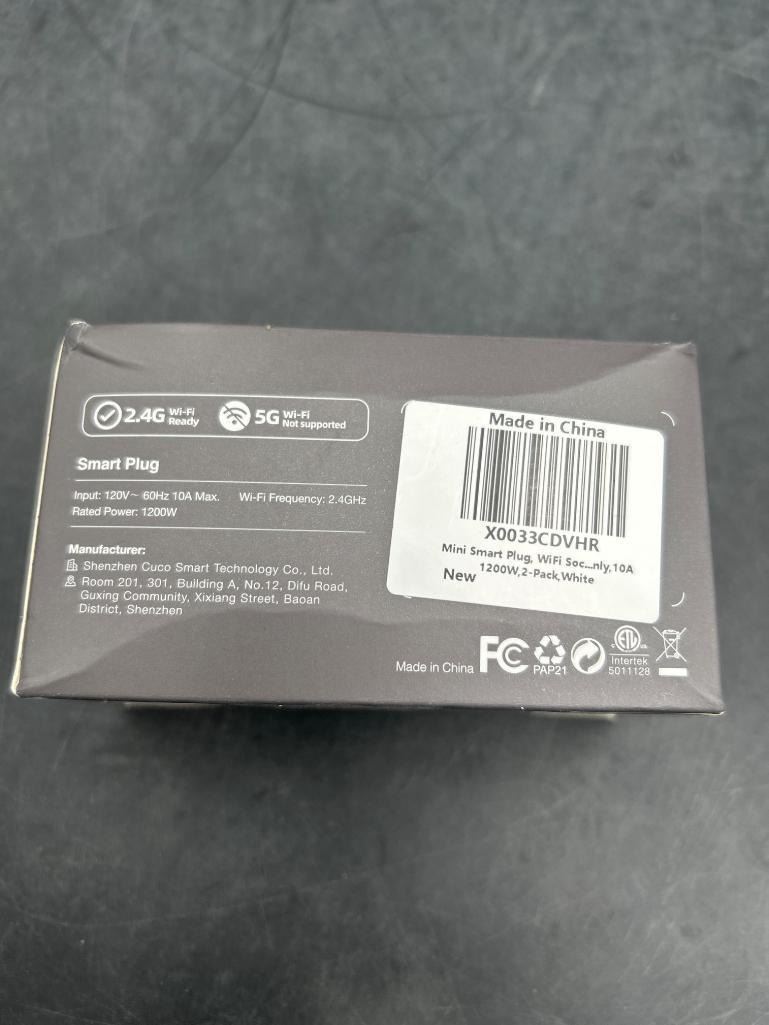 2.4G Wi-Fi Ready 5G Wi-Fi Not supported
Smart Plug
Input: 120V~ 60Hz 10A Max. Wi-Fi Frequency: 2.4GHz
Rated Power: 1200W
Manufacturer:
Shenzhen Cuco Smart Technology Co., Ltd.
Room 201, 301, Building A, No.12, Difu Road,
Guxing Community, Xixiang Street, Baoan
District, Shenzhen
Made in China
X0033CDVHR
Mini Smart Plug, WiFi Soc...nly,10A
1200W,2-Pack,White
New
Made in China
FC
PAP21
c ETL us
Intertek
5011128